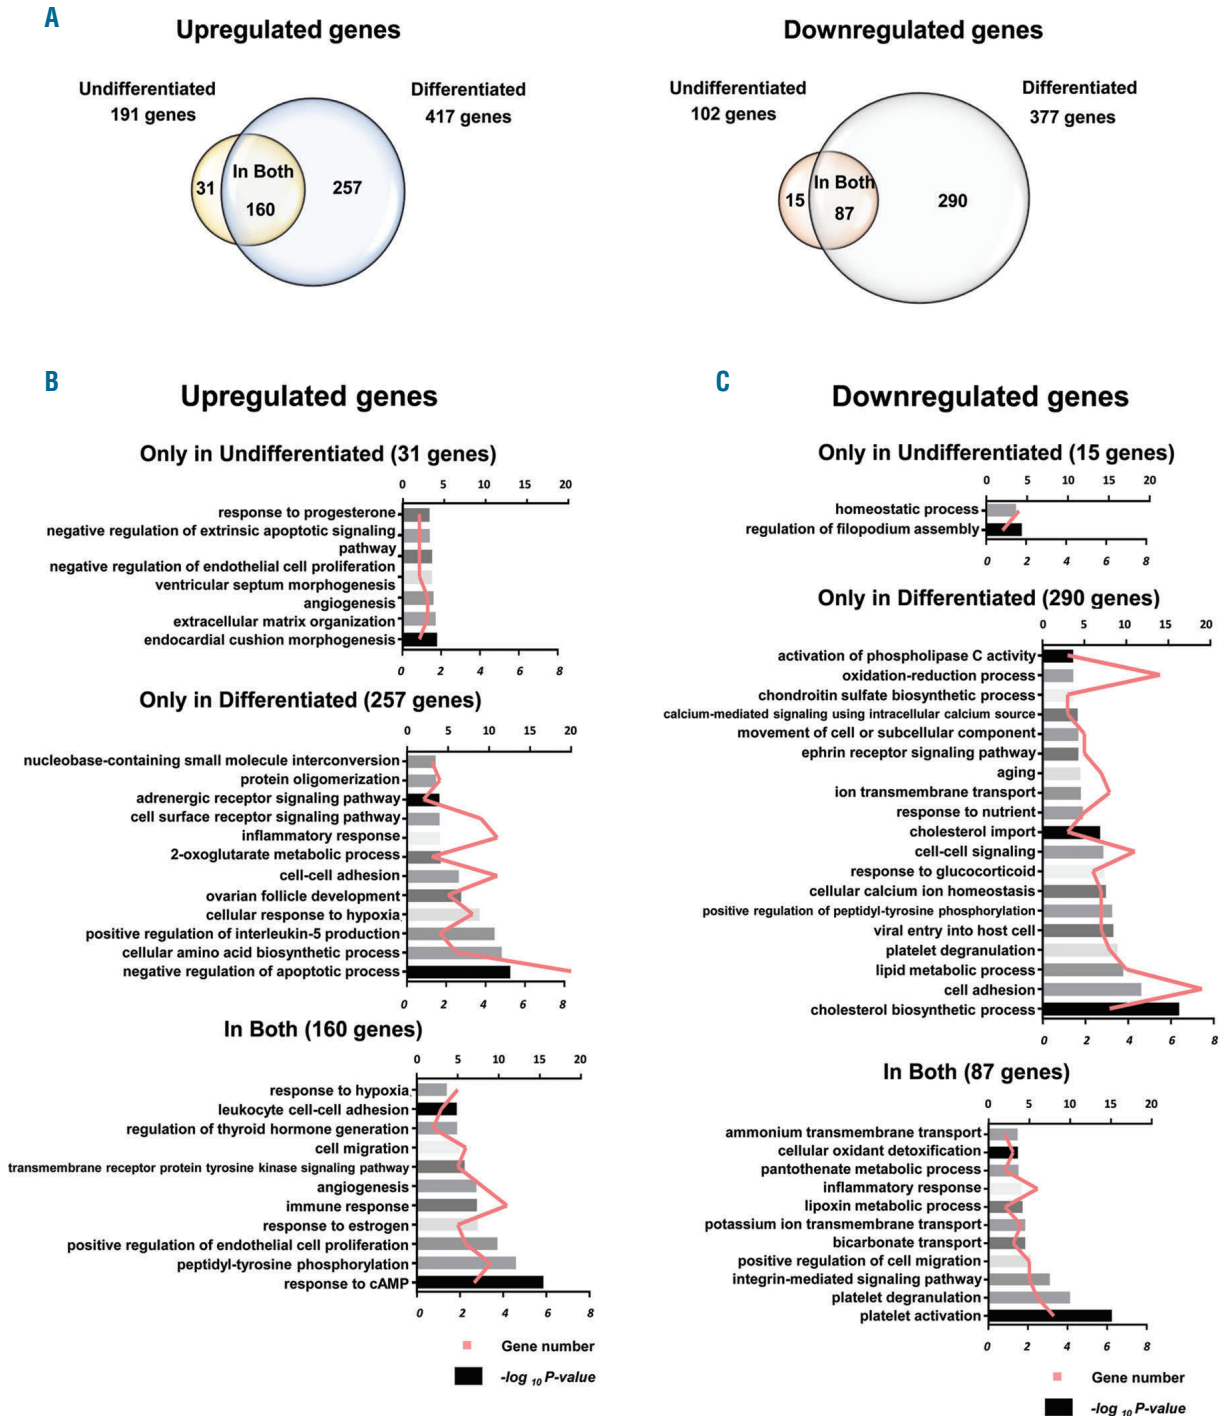 A
Upregulated genes
Downregulated genes
Undifferentiated
191 genes
Differentiated
417 genes
31
In Both
160
257
Undifferentiated
102 genes
Differentiated
377 genes
15
In Both
87
290
B
Upregulated genes
Only in Undifferentiated (31 genes)
0 5 10 15 20
response to progesterone
negative regulation of extrinsic apoptotic signaling
pathway
negative regulation of endothelial cell proliferation
ventricular septum morphogenesis
angiogenesis
extracellular matrix organization
endocardial cushion morphogenesis
0 2 4 6 8
Only in Differentiated (257 genes)
0 5 10 15 20
nucleobase-containing small molecule interconversion
protein oligomerization
adrenergic receptor signaling pathway
cell surface receptor signaling pathway
inflammatory response
2-oxoglutarate metabolic process
cell-cell adhesion
ovarian follicle development
cellular response to hypoxia
positive regulation of interleukin-5 production
cellular amino acid biosynthetic process
negative regulation of apoptotic process
0 2 4 6 8
In Both (160 genes)
0 5 10 15 20
response to hypoxia
leukocyte cell-cell adhesion
regulation of thyroid hormone generation
cell migration
transmembrane receptor protein tyrosine kinase signaling pathway
angiogenesis
immune response
response to estrogen
positive regulation of endothelial cell proliferation
peptidyl-tyrosine phosphorylation
response to cAMP
0 2 4 6 8
Gene number
-log 10 P-value
C
Downregulated genes
Only in Undifferentiated (15 genes)
0 5 10 15 20
homeostatic process
regulation of filopodium assembly
0 2 4 6 8
Only in Differentiated (290 genes)
0 5 10 15 20
activation of phospholipase C activity
oxidation-reduction process
chondroitin sulfate biosynthetic process
calcium-mediated signaling using intracellular calcium source
movement of cell or subcellular component
ephrin receptor signaling pathway
aging
ion transmembrane transport
response to nutrient
cholesterol import
cell-cell signaling
response to glucocorticoid
cellular calcium ion homeostasis
positive regulation of peptidyl-tyrosine phosphorylation
viral entry into host cell
platelet degranulation
lipid metabolic process
cell adhesion
cholesterol biosynthetic process
0 2 4 6 8
In Both (87 genes)
0 5 10 15 20
ammonium transmembrane transport
cellular oxidant detoxification
pantothenate metabolic process
inflammatory response
lipoxin metabolic process
potassium ion transmembrane transport
bicarbonate transport
positive regulation of cell migration
integrin-mediated signaling pathway
platelet degranulation
platelet activation
0 2 4 6 8
Gene number
-log 10 P-value